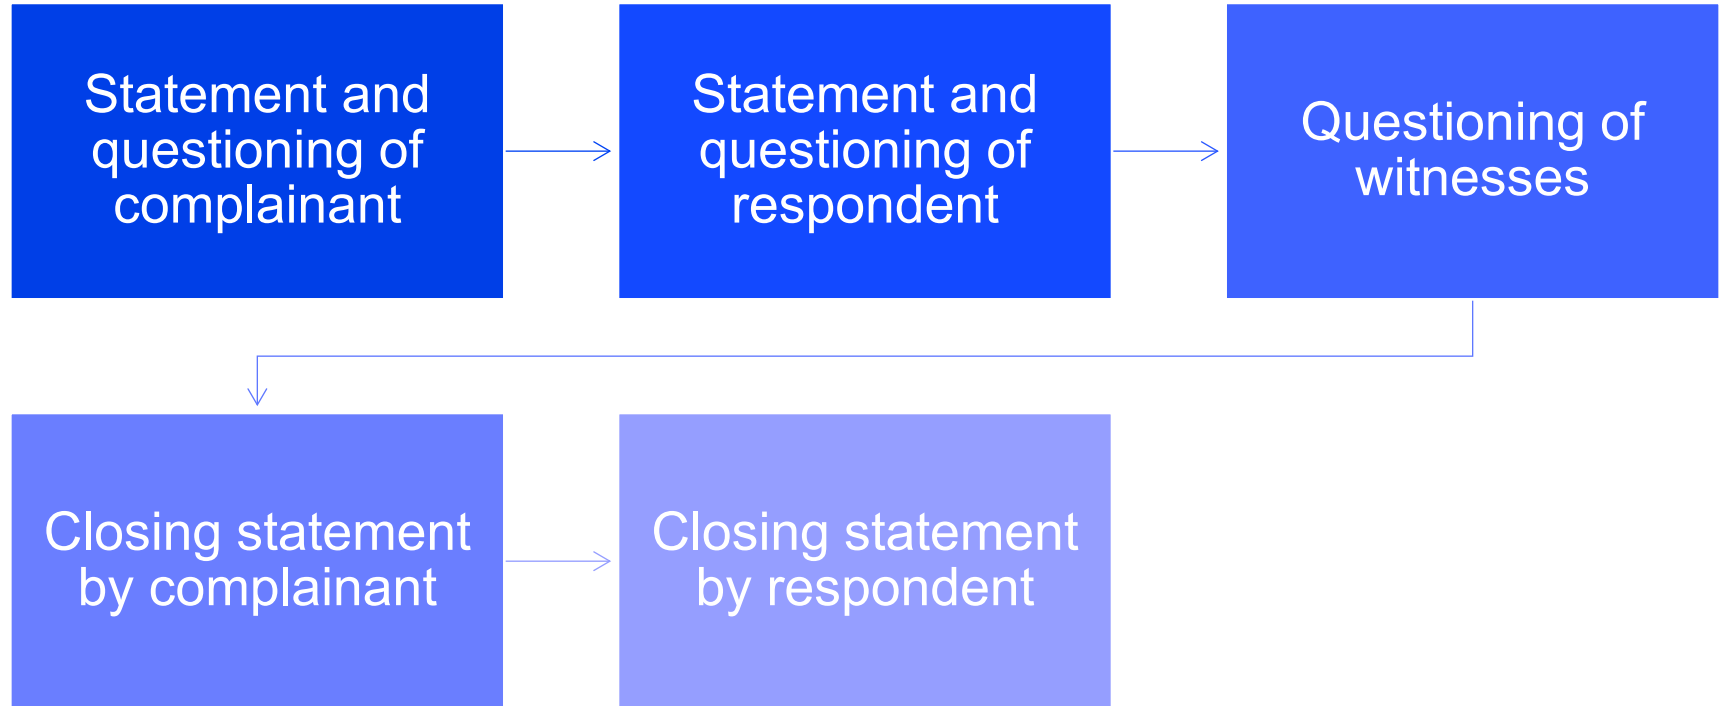 Statement and
questioning of
complainant
Statement and
questioning of
respondent
Questioning of
witnesses
Closing statement
by complainant
Closing statement
by respondent